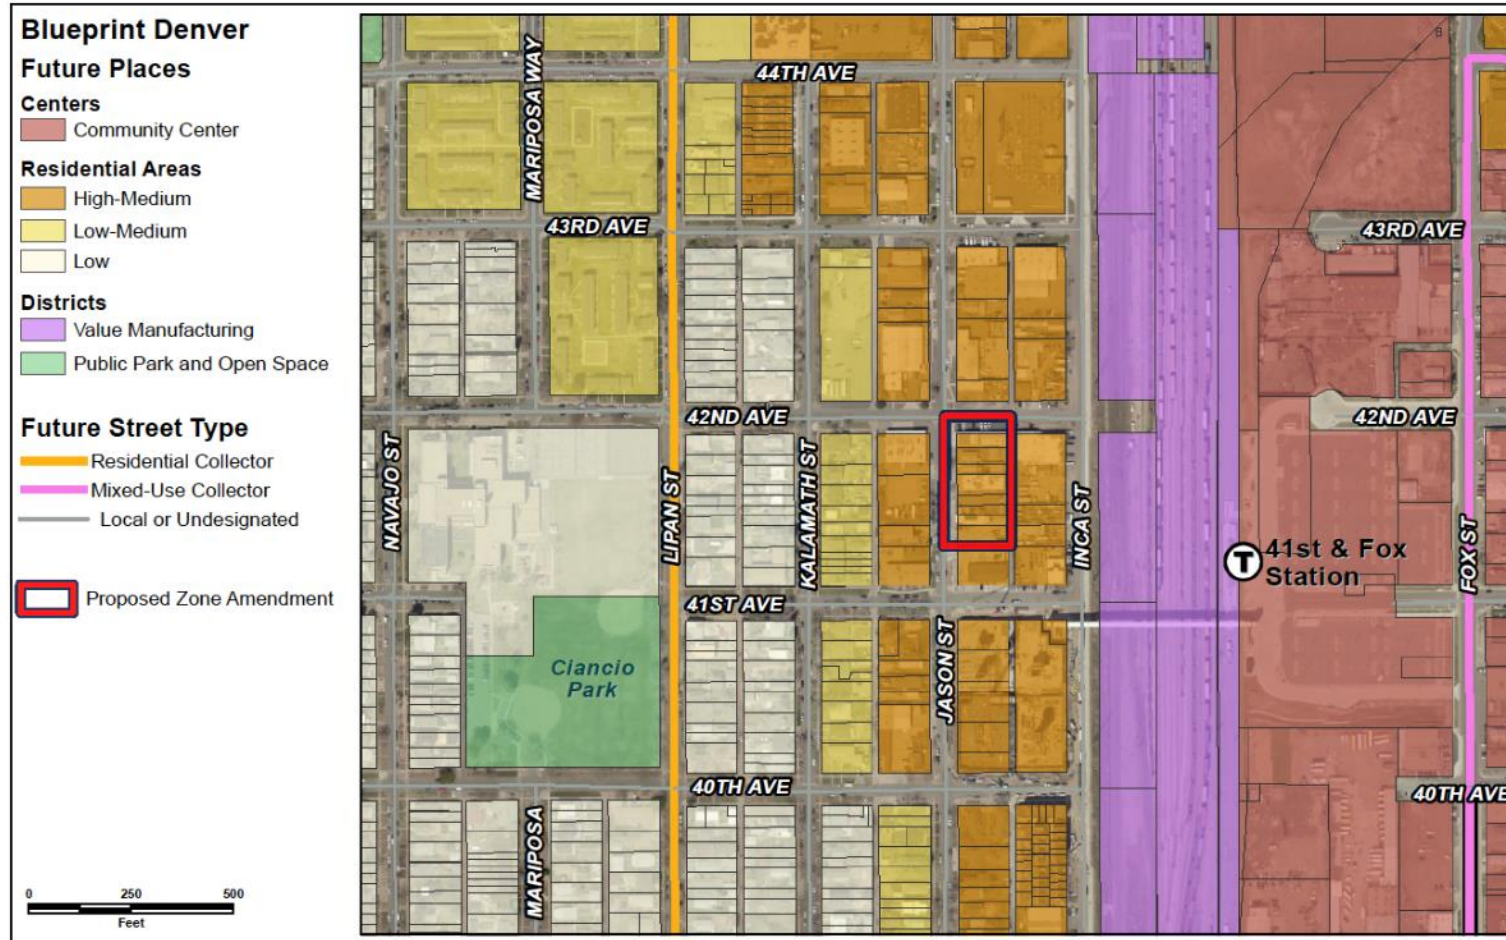 Blueprint Denver
Future Places
Centers
Community Center
Residential Areas
High-Medium
Low-Medium
Low
Districts
Value Manufacturing
Public Park and Open Space
Future Street Type
Residential Collector
Mixed-Use Collector
Local or Undesignated
Proposed Zone Amendment
0 250 500
Feet
MARIPOSA WAY
44TH AVE
43RD AVE
43RD AVE
42ND AVE
42ND AVE
NAVAJO ST
LIPAN ST
KALAMATH ST
INCA ST
FOX ST
T
41st & Fox
Station
41ST AVE
JASON ST
Ciancio
Park
40TH AVE
40TH AVE
MARIPOSA